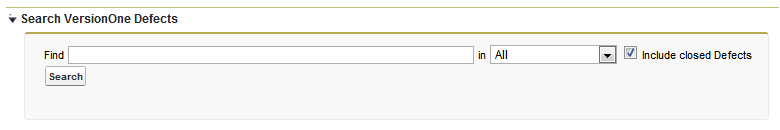 Search VersionOne Defects
Find in All Include closed Defects
Search